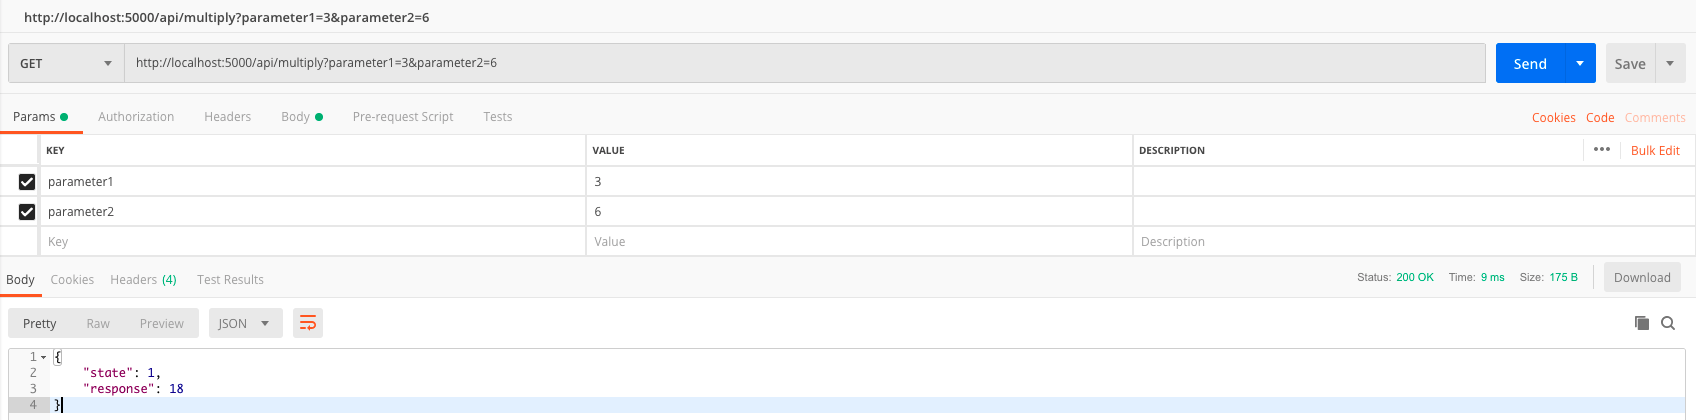 http://localhost:5000/api/multiply?parameter1=3&parameter2=6
GET http://localhost:5000/api/multiply?parameter1=3&parameter2=6 Send Save
Params Authorization Headers Body Pre-request Script Tests Cookies Code Comments
KEY VALUE DESCRIPTION ••• Bulk Edit
parameter1 3
parameter2 6
Key Value Description
Body Cookies Headers (4) Test Results Status: 200 OK Time: 9 ms Size: 175 B Download
Pretty Raw Preview JSON
1 {
2 "state": 1,
3 "response": 18
4 }